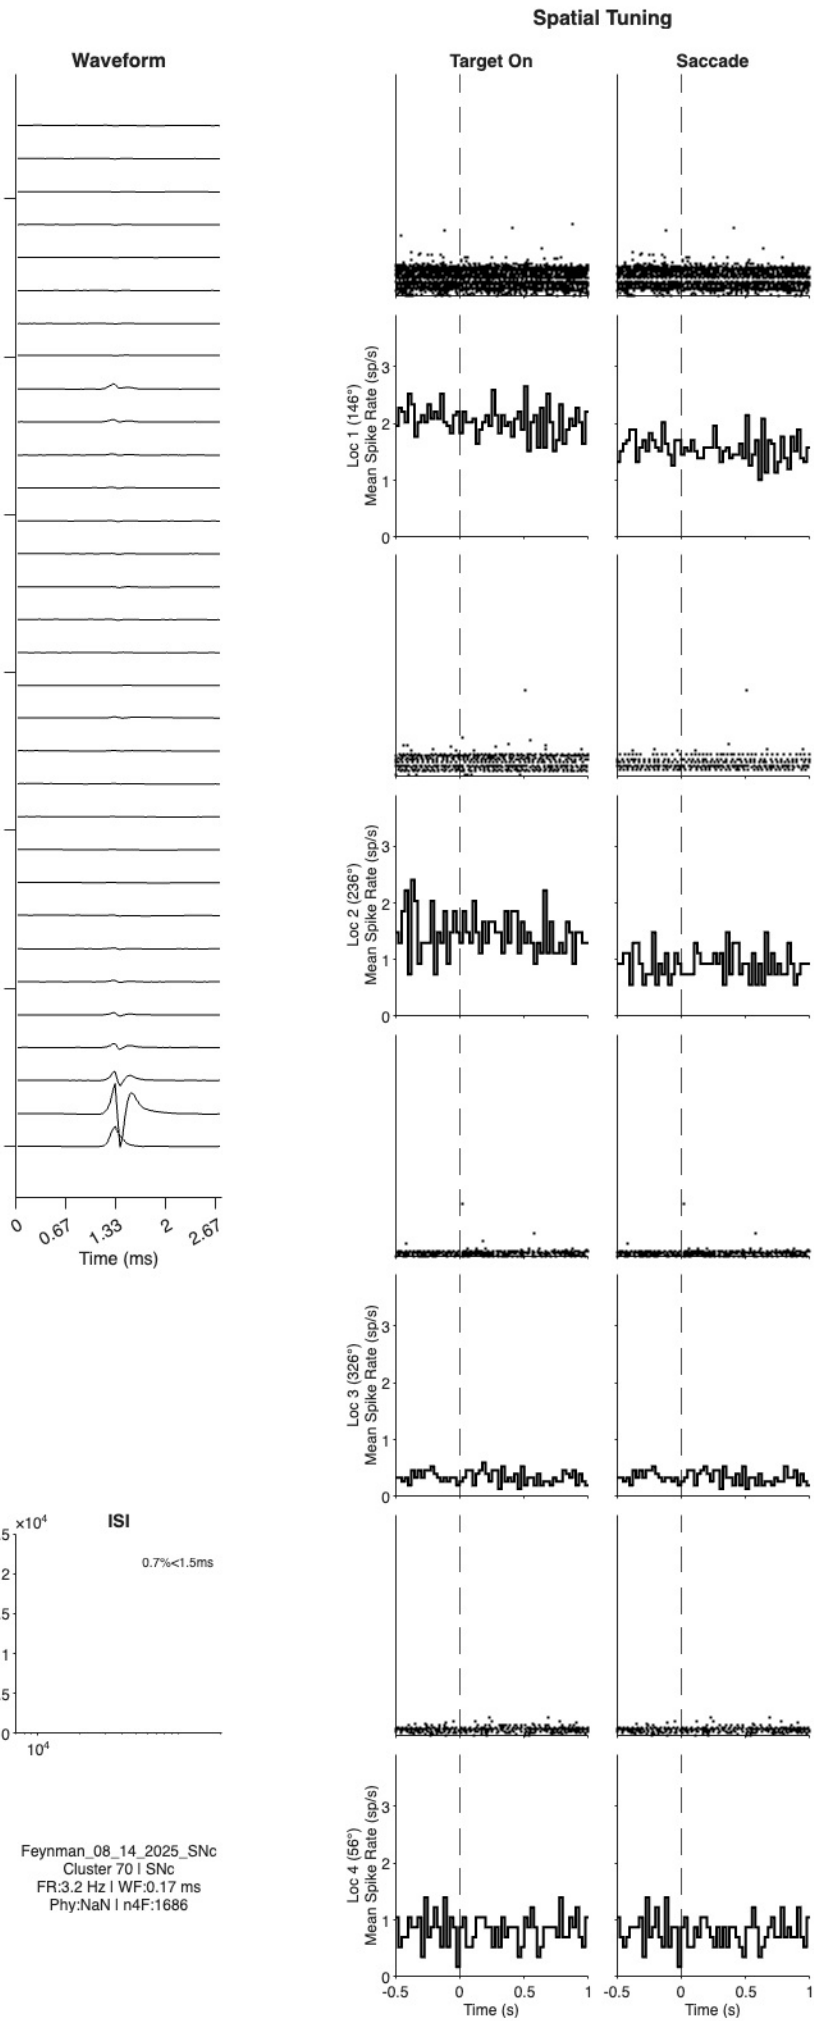 Spatial Tuning
Waveform
Target On
Saccade
3
2
1
0
Loc 1 (146°)
Mean Spike Rate (sp/s)
3
2
1
0
Loc 2 (236°)
Mean Spike Rate (sp/s)
0
0.67
1.33
2
2.67
Time (ms)
3
2
1
0
Loc 3 (326°)
Mean Spike Rate (sp/s)
×10⁴
ISI
5
0.7%<1.5ms
2
.5
1
.5
0
10⁴
3
2
1
0
Loc 4 (56°)
Mean Spike Rate (sp/s)
Feynman_08_14_2025_SNc
Cluster 70 | SNc
FR:3.2 Hz | WF:0.17 ms
Phy:NaN | n4F:1686
-0.5 0 0.5 1
-0.5 0 0.5 1
Time (s)
Time (s)